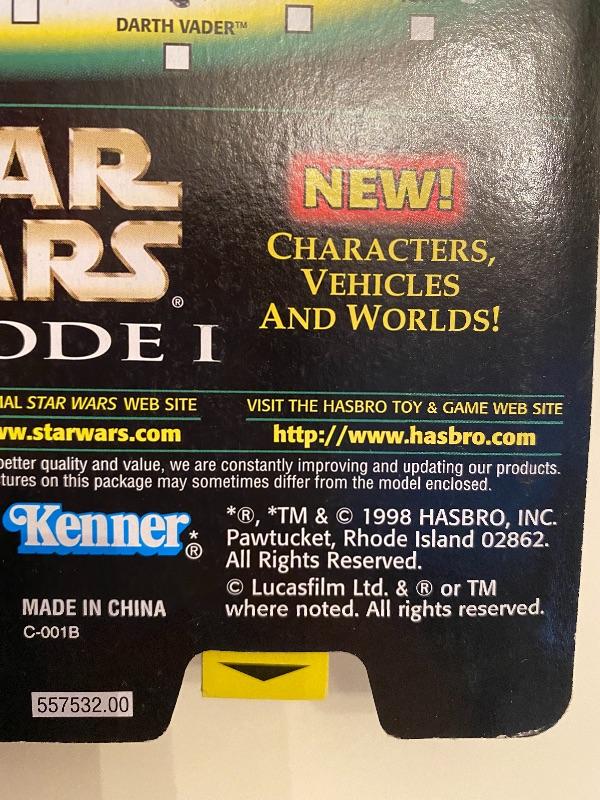 DARTH VADER™
AR
ARS®
ODE I
NEW!
CHARACTERS,
VEHICLES
AND WORLDS!
AL STAR WARS WEB SITE
w.starwars.com
VISIT THE HASBRO TOY & GAME WEB SITE
http://www.hasbro.com
better quality and value, we are constantly improving and updating our products.
tures on this package may sometimes differ from the model enclosed.
Kenner*®
*®, *TM & © 1998 HASBRO, INC.
Pawtucket, Rhode Island 02862.
All Rights Reserved.
© Lucasfilm Ltd. & ® or TM
where noted. All rights reserved.
MADE IN CHINA
C-001B
557532.00